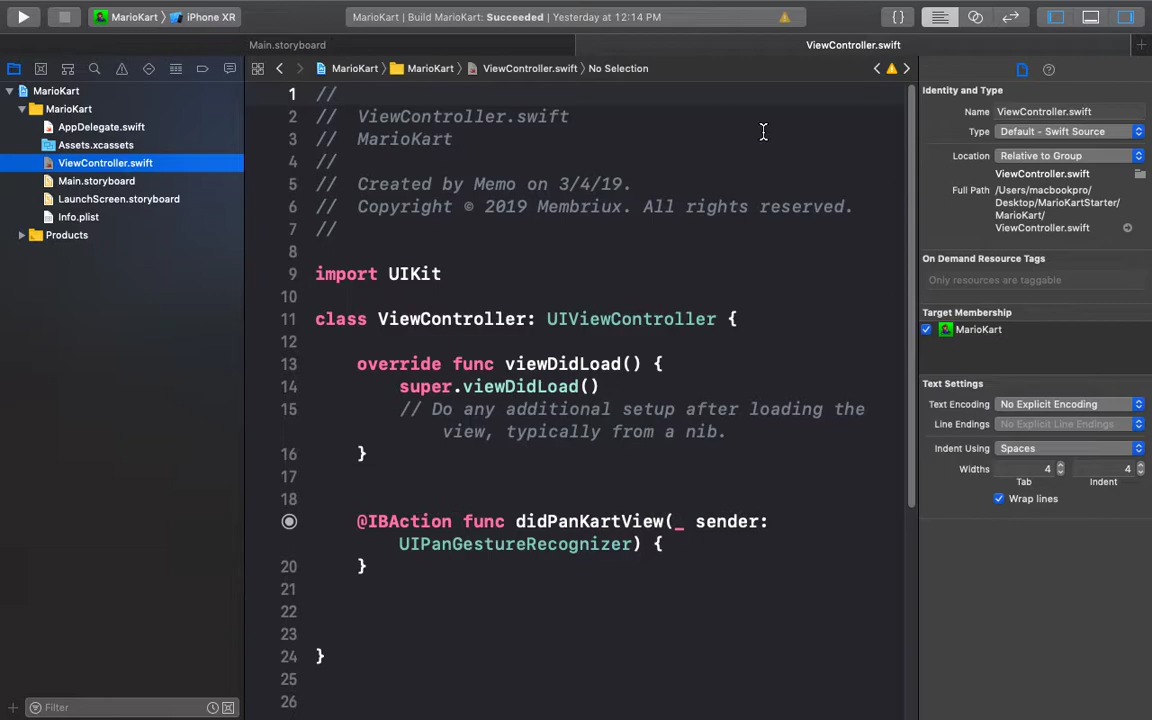 MarioKart
iPhone XR
MarioKart | Build MarioKart: Succeeded | Yesterday at 12:14 PM
{}
Main.storyboard
ViewController.swift
MarioKart
MarioKart
ViewController.swift
No Selection
MarioKart
MarioKart
AppDelegate.swift
Assets.xcassets
ViewController.swift
Main.storyboard
LaunchScreen.storyboard
Info.plist
Products
Filter
1 //
2 //  ViewController.swift
3 //  MarioKart
4 //
5 //  Created by Memo on 3/4/19.
6 //  Copyright © 2019 Membriux. All rights reserved.
7 //
8
9 import UIKit
10
11 class ViewController: UIViewController {
12
13     override func viewDidLoad() {
14         super.viewDidLoad()
15         // Do any additional setup after loading the
view, typically from a nib.
16     }
17
18
@IBAction func didPanKartView(_ sender:
UIPanGestureRecognizer) {
20     }
21
22
23
24 }
25
26
Identity and Type
Name ViewController.swift
Type Default - Swift Source
Location Relative to Group
ViewController.swift
Full Path /Users/macbookpro/
Desktop/MarioKartStarter/
MarioKart/
ViewController.swift
On Demand Resource Tags
Only resources are taggable
Target Membership
MarioKart
Text Settings
Text Encoding No Explicit Encoding
Line Endings No Explicit Line Endings
Indent Using Spaces
Widths 4 4
Tab Indent
Wrap lines